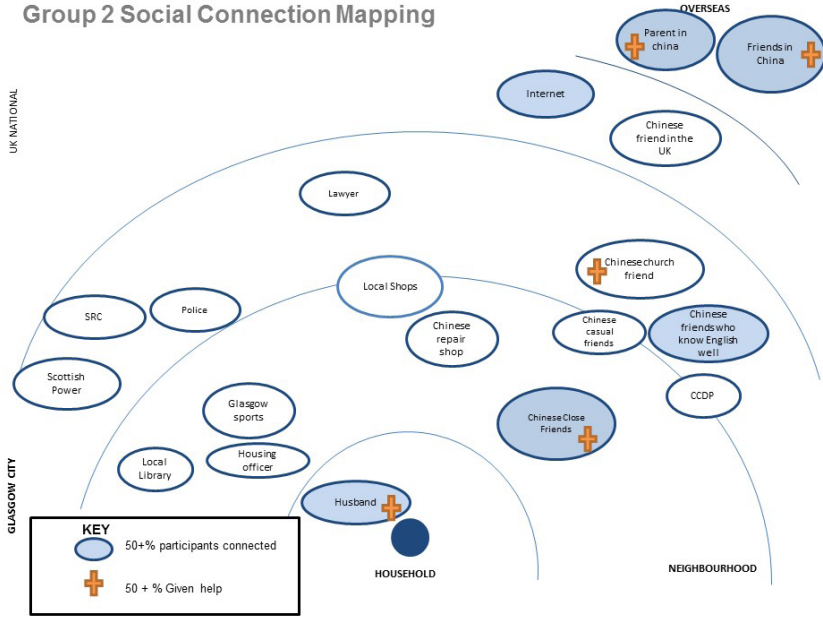 Group 2 Social Connection Mapping
OVERSEAS
Parent in
china
Friends in
China
UK NATIONAL
Internet
Chinese
friend in the
UK
Lawyer
Chinese church
friend
Local Shops
SRC
Police
Chinese
repair
shop
Chinese
casual
friends
Chinese
friends who
know English
well
Scottish
Power
Glasgow
sports
CCDP
Chinese Close
Friends
Local
Library
Housing
officer
GLASGOW CITY
Husband
KEY
50+% participants connected
50 + % Given help
HOUSEHOLD
NEIGHBOURHOOD